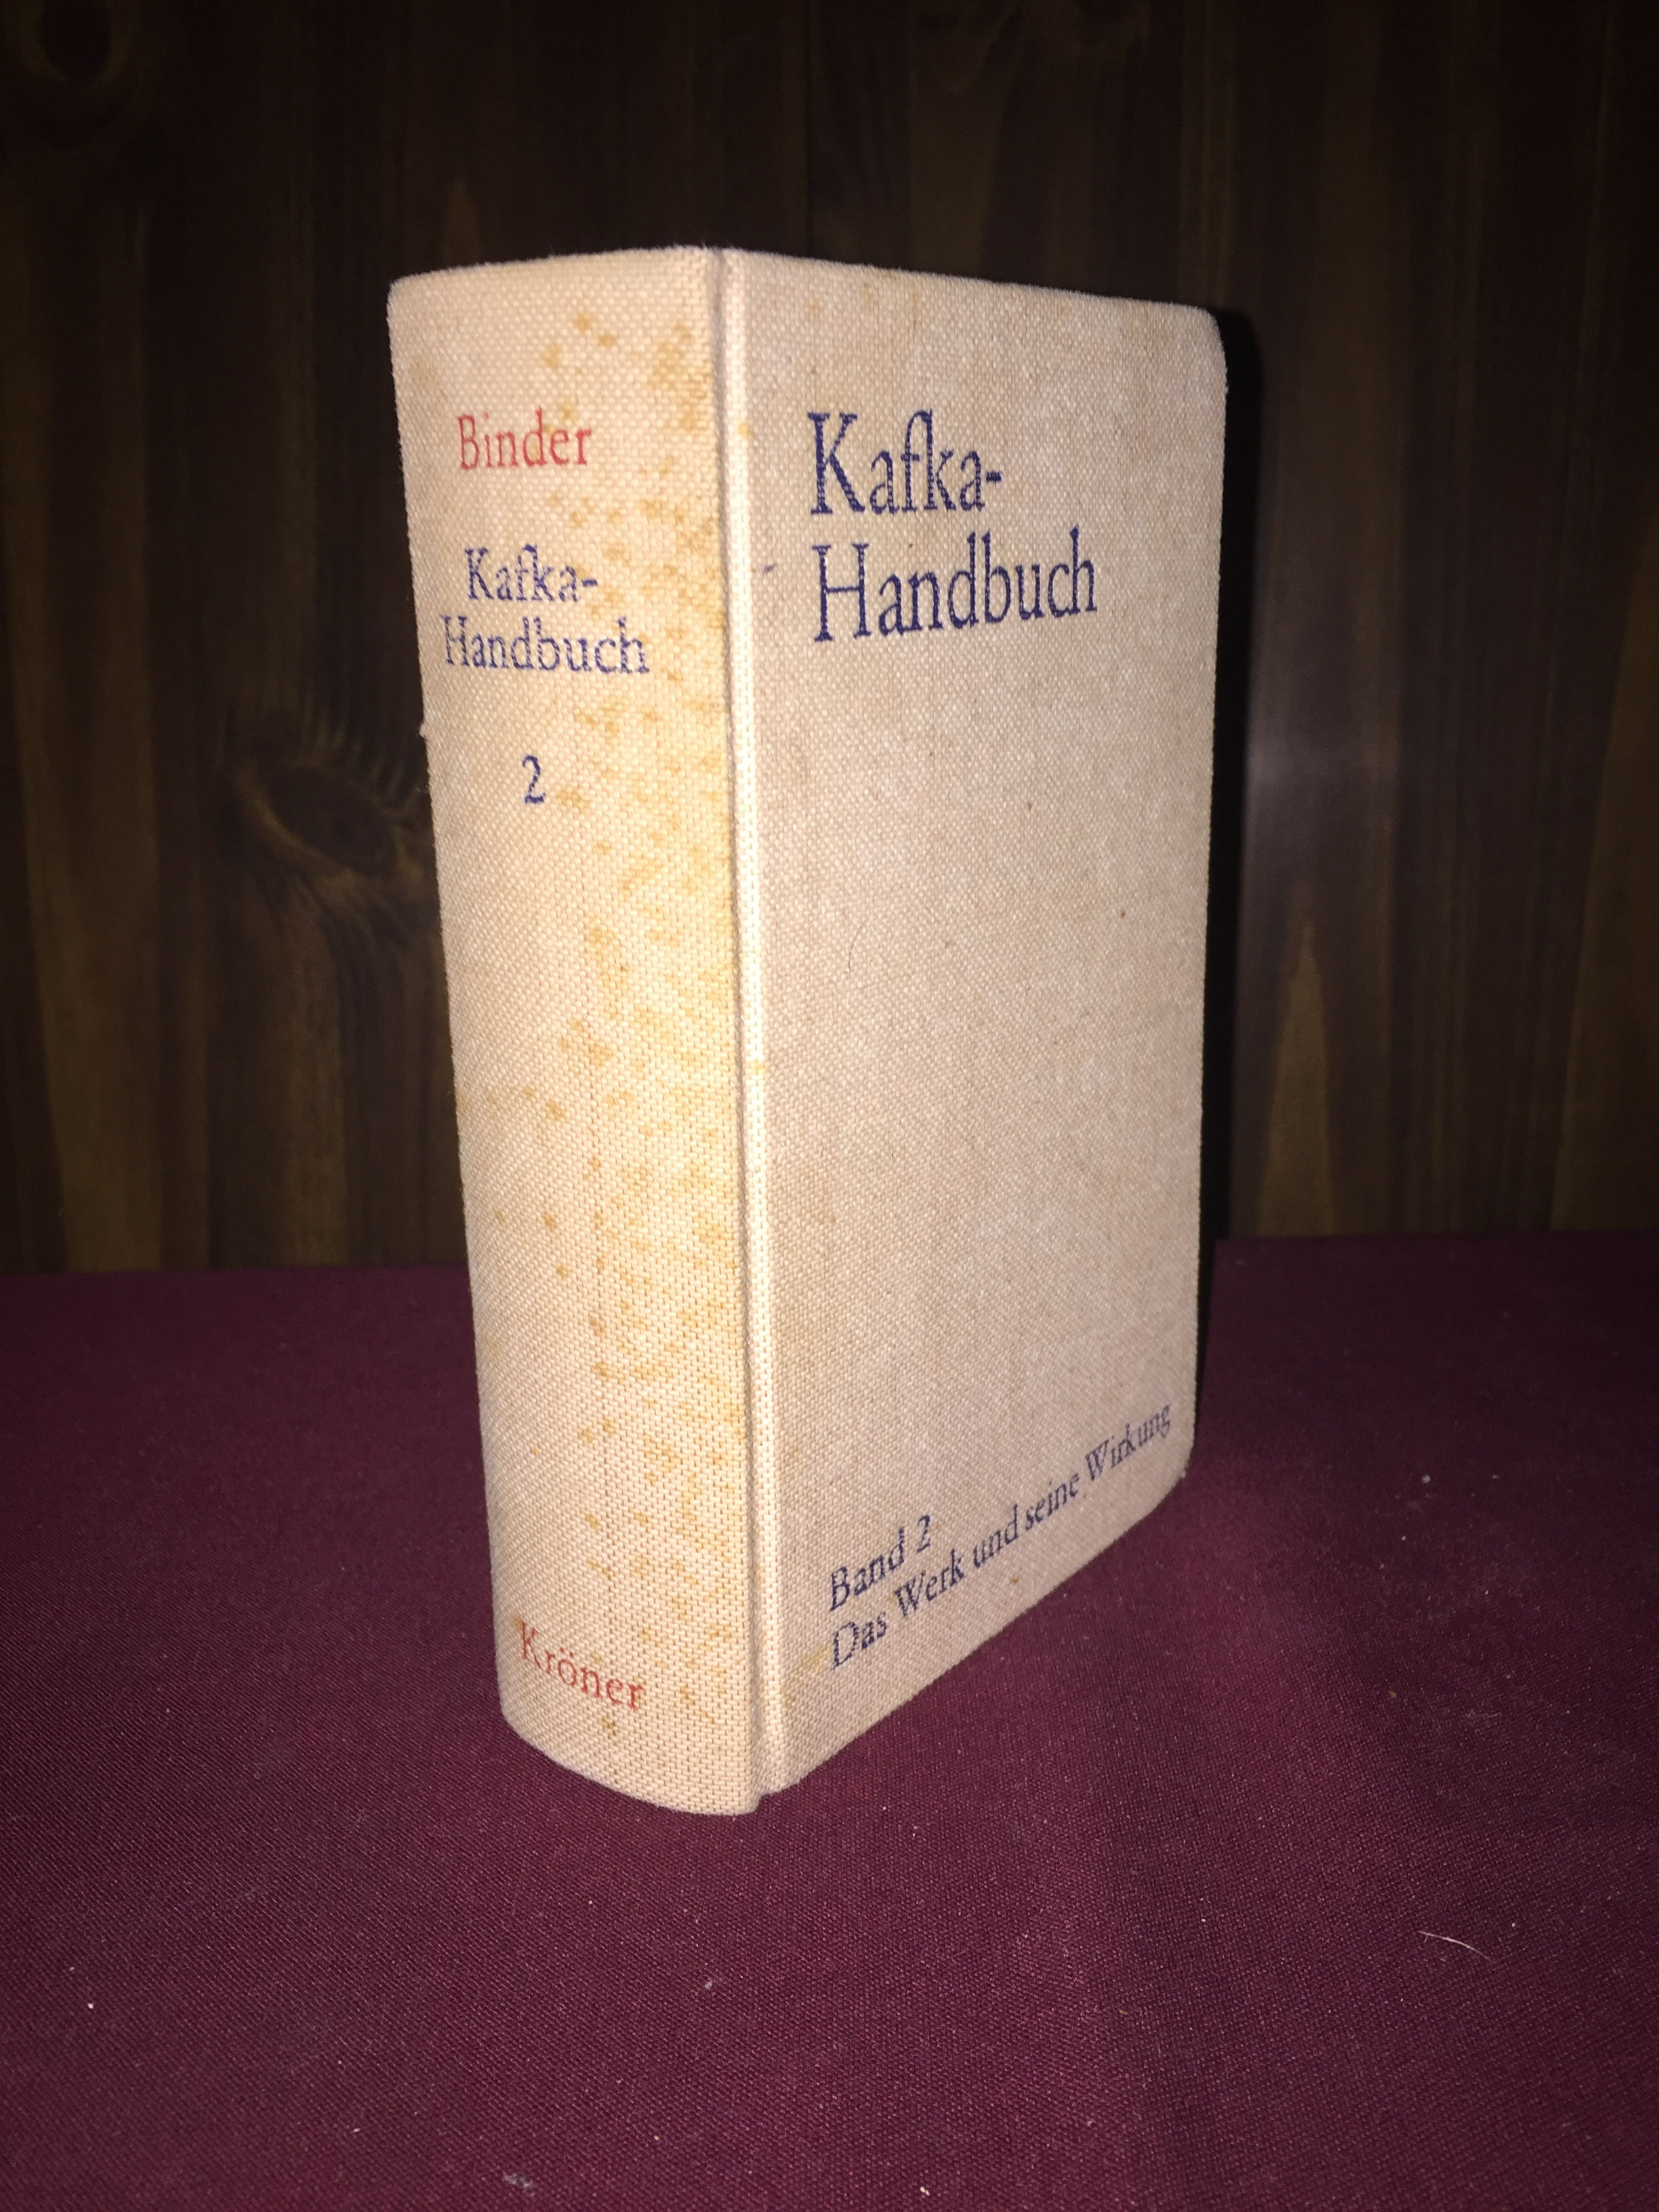 Binder
Kafka-
Handbuch
2
Kröner
Kafka-
Handbuch
Band 2
Das Werk und seine Wirkung